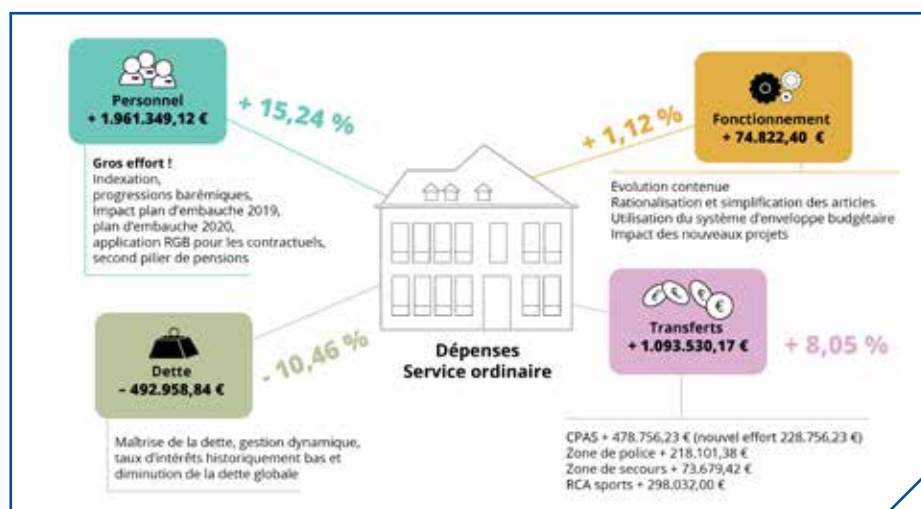 Personnel
+ 1.961.349,12 €
+ 15,24 %
Gros effort !
Indexation,
progressions barémiques,
Impact plan d'embauche 2019,
plan d'embauche 2020,
application RGB pour les contractuels,
second pilier de pensions
Fonctionnement
+ 74.822,40 €
+ 1,12 %
Évolution contenue
Rationalisation et simplification des articles
Utilisation du système d'enveloppe budgétaire
Impact des nouveaux projets
Dette
– 492.958,84 €
- 10,46 %
Maîtrise de la dette, gestion dynamique,
taux d'intérêts historiquement bas et
diminution de la dette globale
Dépenses
Service ordinaire
Transferts
+ 1.093.530,17 €
+ 8,05 %
CPAS + 478.756,23 € (nouvel effort 228.756,23 €)
Zone de police + 218.101,38 €
Zone de secours + 73.679,42 €
RCA sports + 298.032,00 €